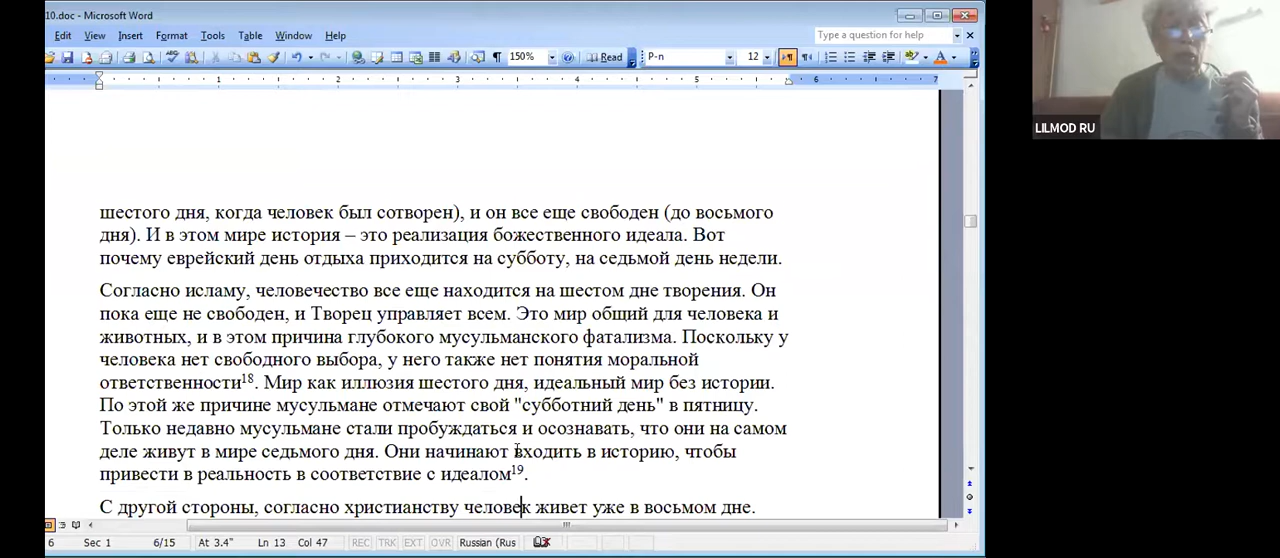 10.doc - Microsoft Word
Edit View Insert Format Tools Table Window Help
Type a question for help
150% Read P-n 12
1 2 3 4 5 6 7
LILMOD RU
шестого дня, когда человек был сотворен), и он все еще свободен (до восьмого
дня). И в этом мире история – это реализация божественного идеала. Вот
почему еврейский день отдыха приходится на субботу, на седьмой день недели.
Согласно исламу, человечество все еще находится на шестом дне творения. Он
пока еще не свободен, и Творец управляет всем. Это мир общий для человека и
животных, и в этом причина глубокого мусульманского фатализма. Поскольку у
человека нет свободного выбора, у него также нет понятия моральной
ответственности18. Мир как иллюзия шестого дня, идеальный мир без истории.
По этой же причине мусульмане отмечают свой "субботний день" в пятницу.
Только недавно мусульмане стали пробуждаться и осознавать, что они на самом
деле живут в мире седьмого дня. Они начинают входить в историю, чтобы
привести в реальность в соответствие с идеалом19.
С другой стороны, согласно христианству человек живет уже в восьмом дне.
6 Sec 1 6/15 At 3.4" Ln 13 Col 47 REC TRK EXT OVR Russian (Rus